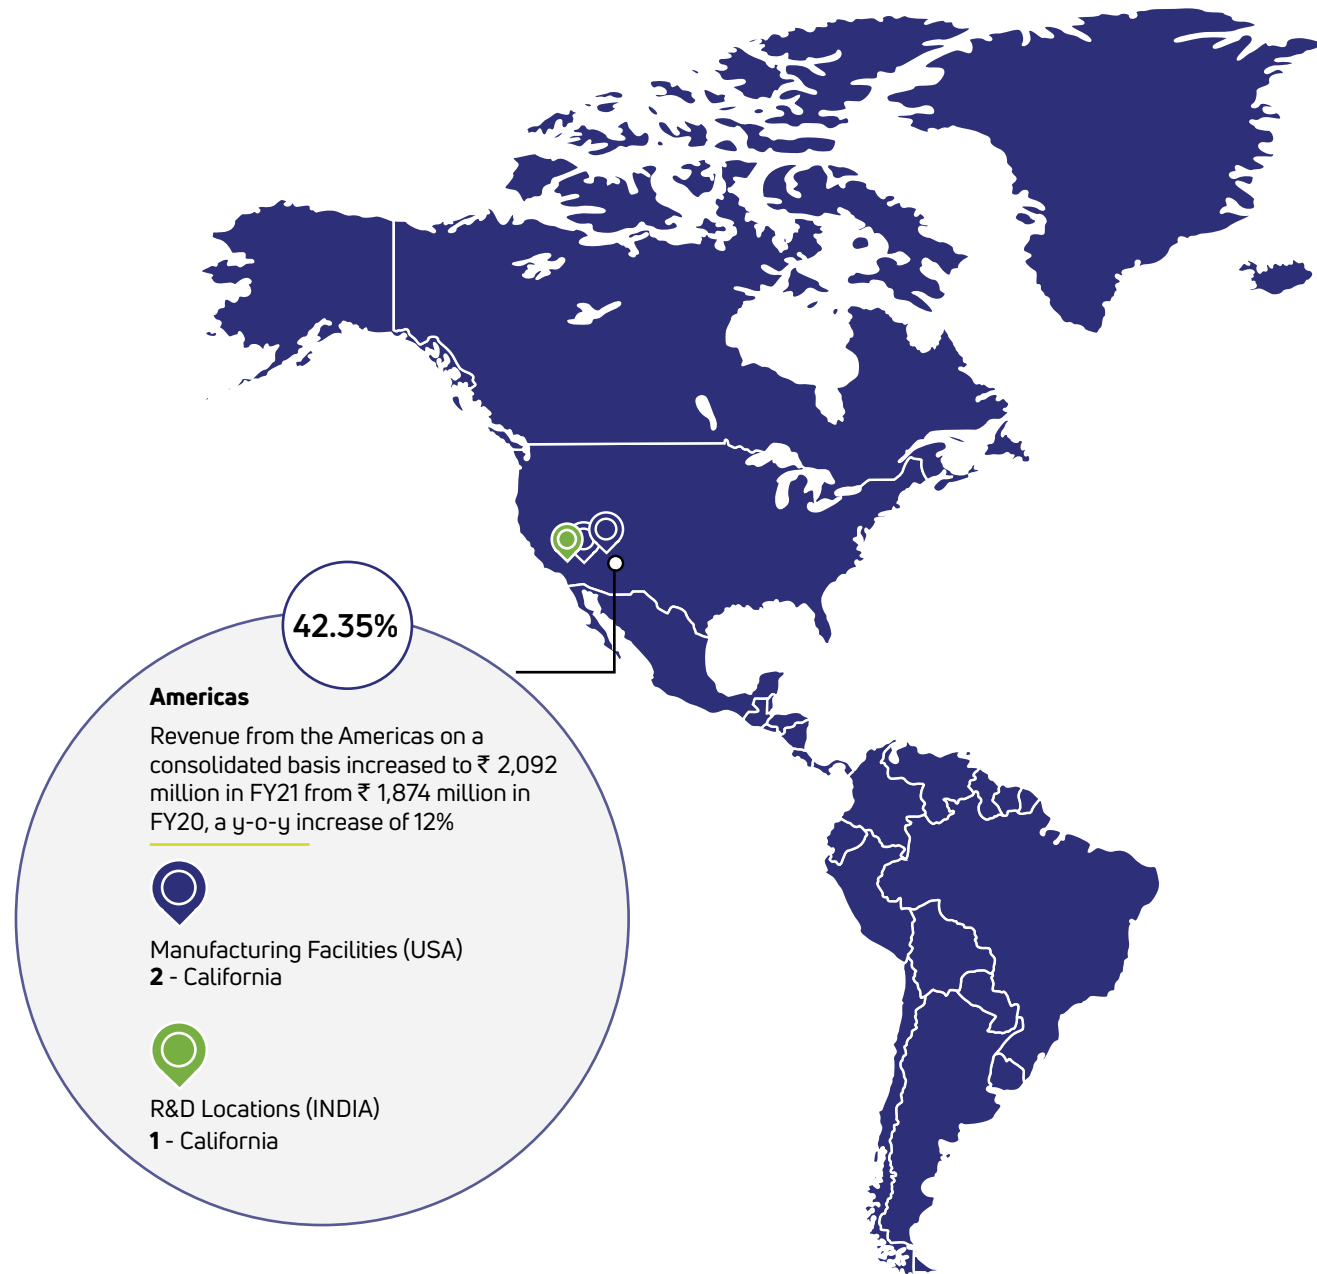 42.35%
Americas
Revenue from the Americas on a
consolidated basis increased to ₹ 2,092
million in FY21 from ₹ 1,874 million in
FY20, a y-o-y increase of 12%
Manufacturing Facilities (USA)
2 - California
R&D Locations (INDIA)
1 - California